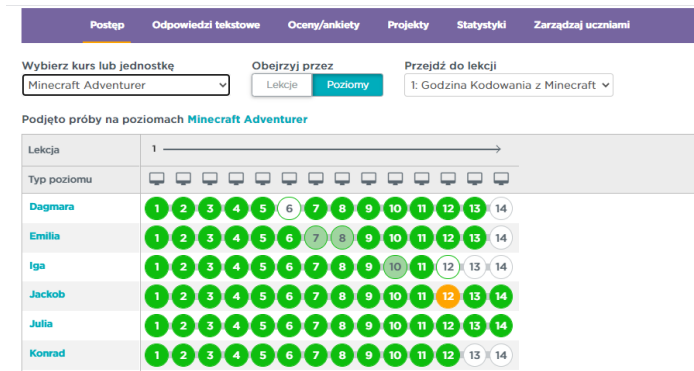 Postęp Odpowiedzi tekstowe Oceny/ankiety Projekty Statystyki Zarządzaj uczniami
Wybierz kurs lub jednostkę Obejrzyj przez Przejdź do lekcji
Minecraft Adventurer Lekcje Poziomy 1: Godzina Kodowania z Minecraft
Podjęto próby na poziomach Minecraft Adventurer
Lekcja 1
Typ poziomu
Dagmara 1 2 3 4 5 6 7 8 9 10 11 12 13 14
Emilia 1 2 3 4 5 6 7 8 9 10 11 12 13 14
Iga 1 2 3 4 5 6 7 8 9 10 11 12 13 14
Jackob 1 2 3 4 5 6 7 8 9 10 11 12 13 14
Julia 1 2 3 4 5 6 7 8 9 10 11 12 13 14
Konrad 1 2 3 4 5 6 7 8 9 10 11 12 13 14